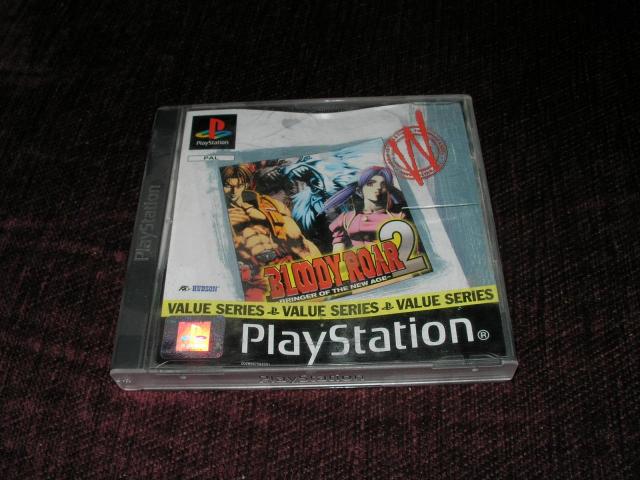 PlayStation
PAL
PlayStation
W
BLOODY ROAR 2
BRINGER OF THE NEW AGE
HUDSON
VALUE SERIES VALUE SERIES VALUE SERIES
PlayStation®
PlayStation